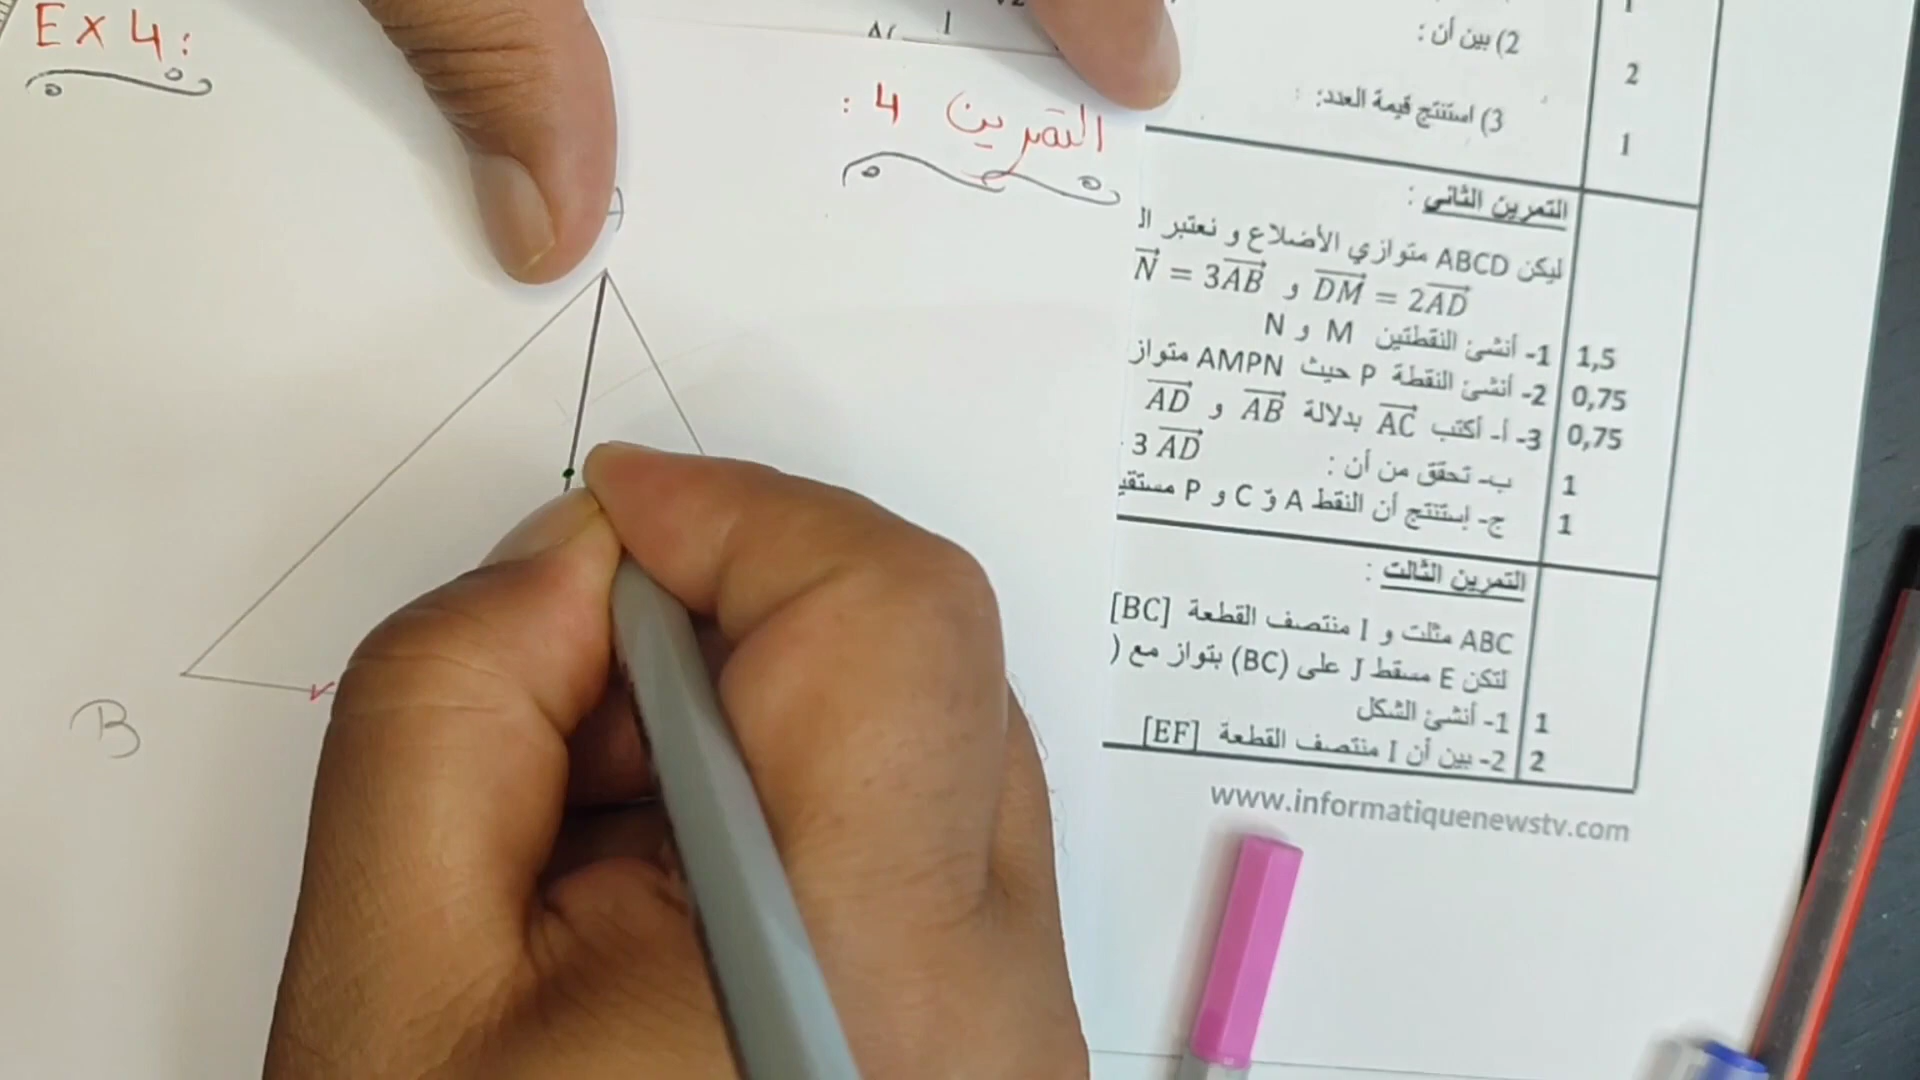 Ex 4 :
التمرين 4 :
B
2) بين أن :
3) استنتج قيمة العدد:
1
2
1
التمرين الثاني :
ليكن ABCD متوازي الأضلاع و نعتبر ال
$\overrightarrow{DM} = 2\overrightarrow{AD}$ و $\overrightarrow{N} = 3\overrightarrow{AB}$
1- أنشئ النقطتين M و N
1,5
2- أنشئ النقطة P حيث AMPN متواز
0,75
3- أ- أكتب $\overrightarrow{AC}$ بدلالة $\overrightarrow{AB}$ و $\overrightarrow{AD}$
0,75
ب- تحقق من أن : $3\overrightarrow{AD}$
1
ج- إستنتج أن النقط A و C و P مستقي
1
التمرين الثالث :
ABC مثلث و I منتصف القطعة [BC]
لتكن E مسقط J على (BC) بتواز مع (
1- أنشئ الشكل
1
2- بين أن I منتصف القطعة [EF]
2
www.informatiquenewstv.com